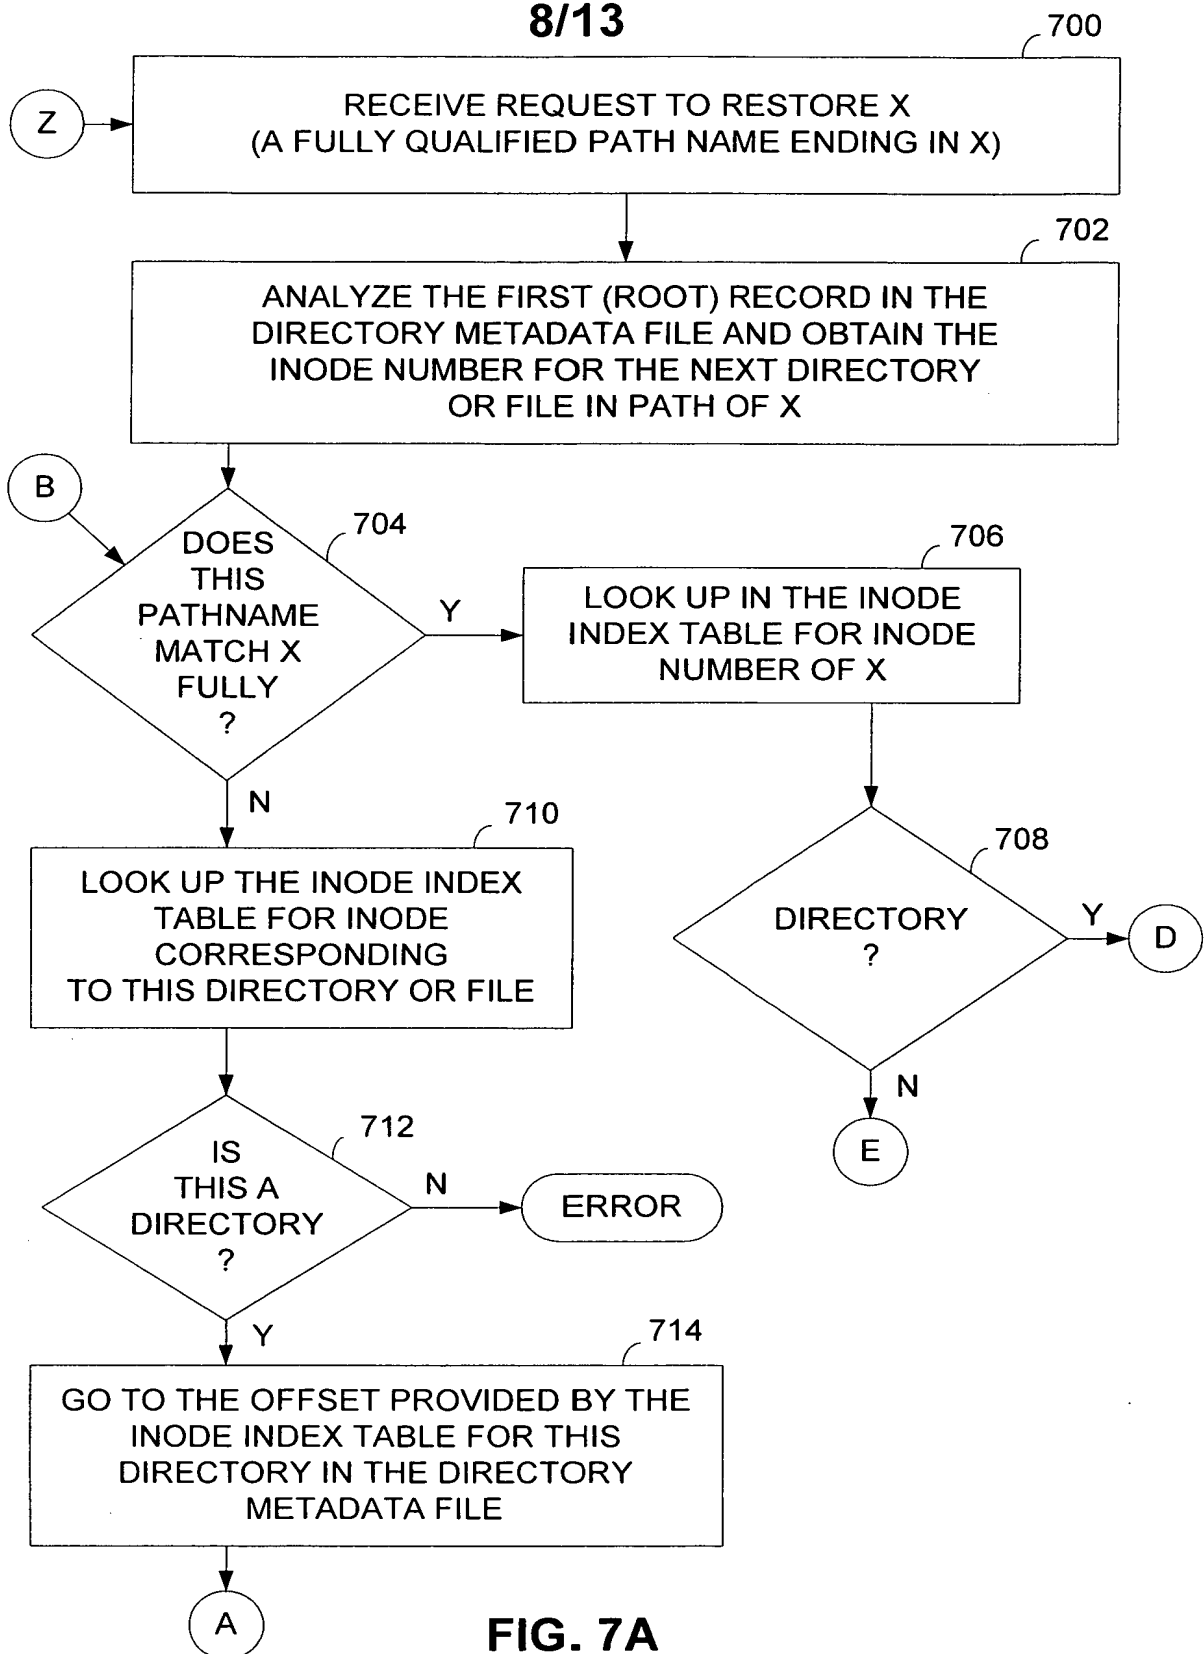 8/13
700
Z
RECEIVE REQUEST TO RESTORE X
(A FULLY QUALIFIED PATH NAME ENDING IN X)
702
ANALYZE THE FIRST (ROOT) RECORD IN THE
DIRECTORY METADATA FILE AND OBTAIN THE
INODE NUMBER FOR THE NEXT DIRECTORY
OR FILE IN PATH OF X
B
704
DOES
THIS
PATHNAME
MATCH X
FULLY
?
Y
706
LOOK UP IN THE INODE
INDEX TABLE FOR INODE
NUMBER OF X
N
710
LOOK UP THE INODE INDEX
TABLE FOR INODE
CORRESPONDING
TO THIS DIRECTORY OR FILE
708
DIRECTORY
?
Y
D
N
E
712
IS
THIS A
DIRECTORY
?
N
ERROR
Y
714
GO TO THE OFFSET PROVIDED BY THE
INODE INDEX TABLE FOR THIS
DIRECTORY IN THE DIRECTORY
METADATA FILE
A
FIG. 7A